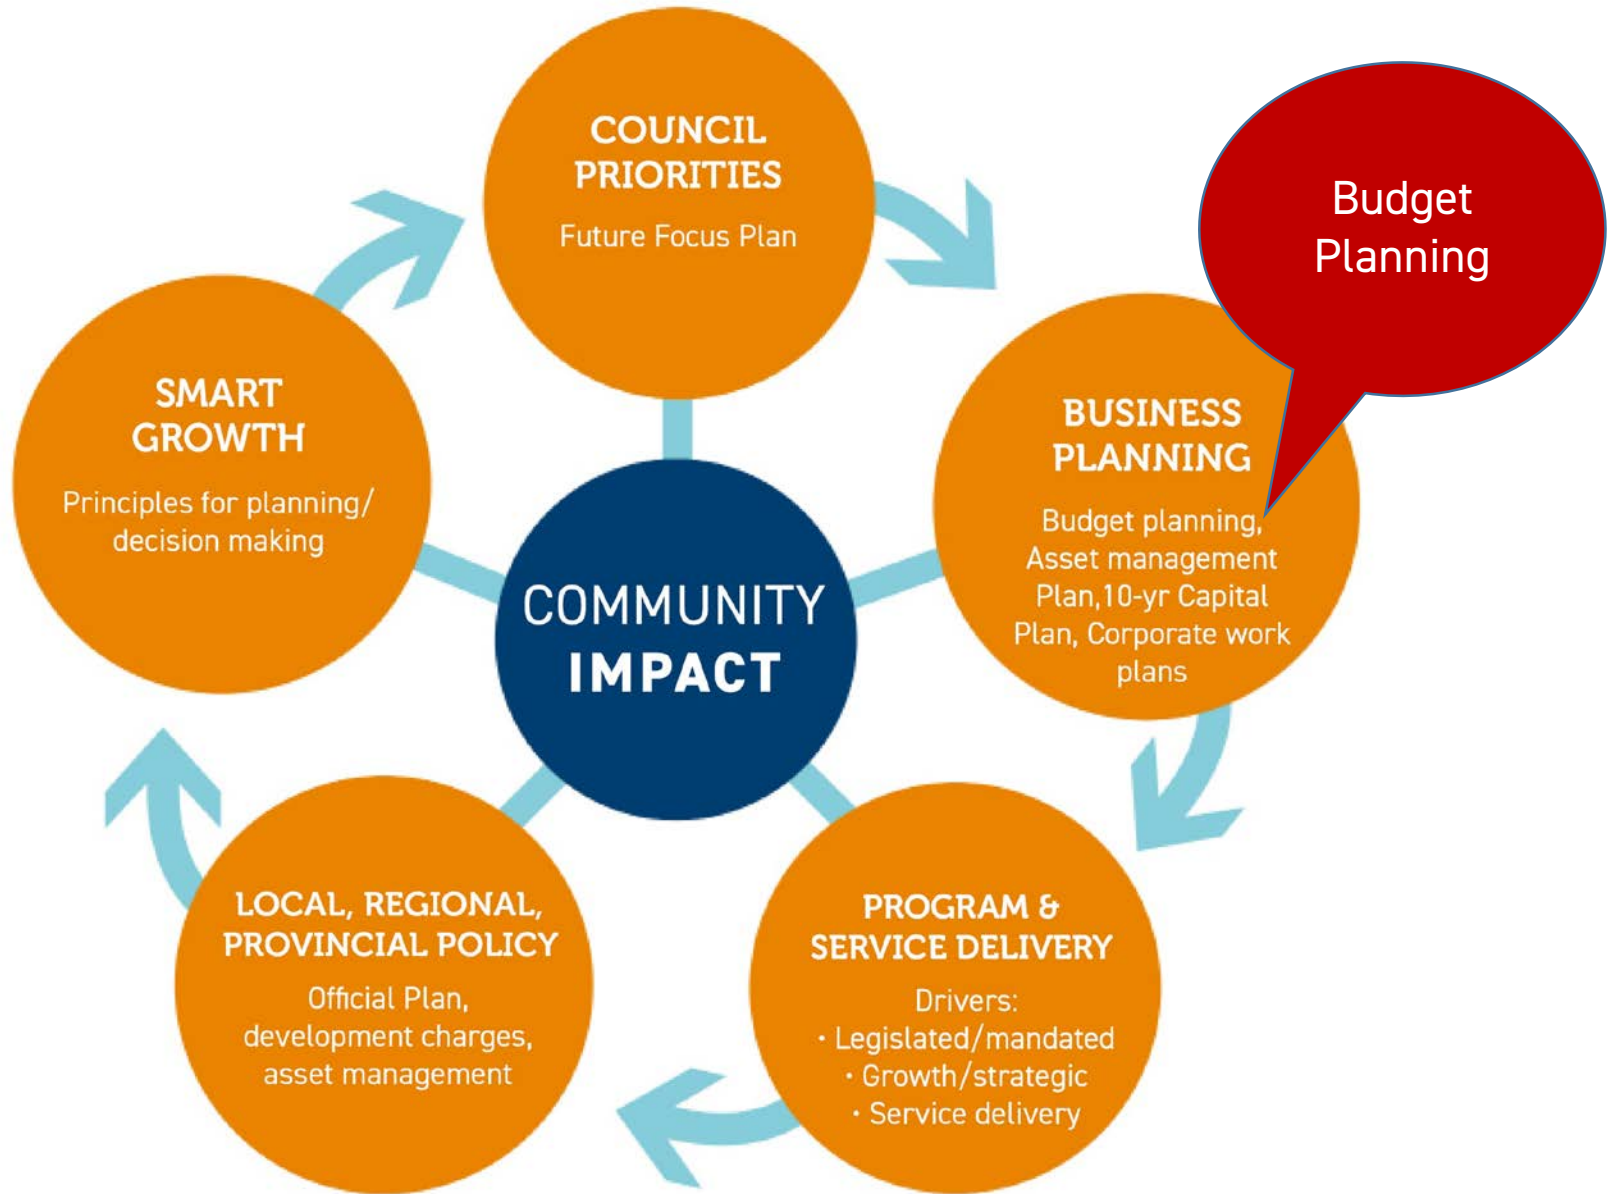 COUNCIL
PRIORITIES
Future Focus Plan
Budget
Planning
BUSINESS
PLANNING
Budget planning,
Asset management
Plan,10-yr Capital
Plan, Corporate work
plans
PROGRAM &
SERVICE DELIVERY
Drivers:
• Legislated/mandated
• Growth/strategic
• Service delivery
LOCAL, REGIONAL,
PROVINCIAL POLICY
Official Plan,
development charges,
asset management
SMART
GROWTH
Principles for planning/
decision making
COMMUNITY
IMPACT